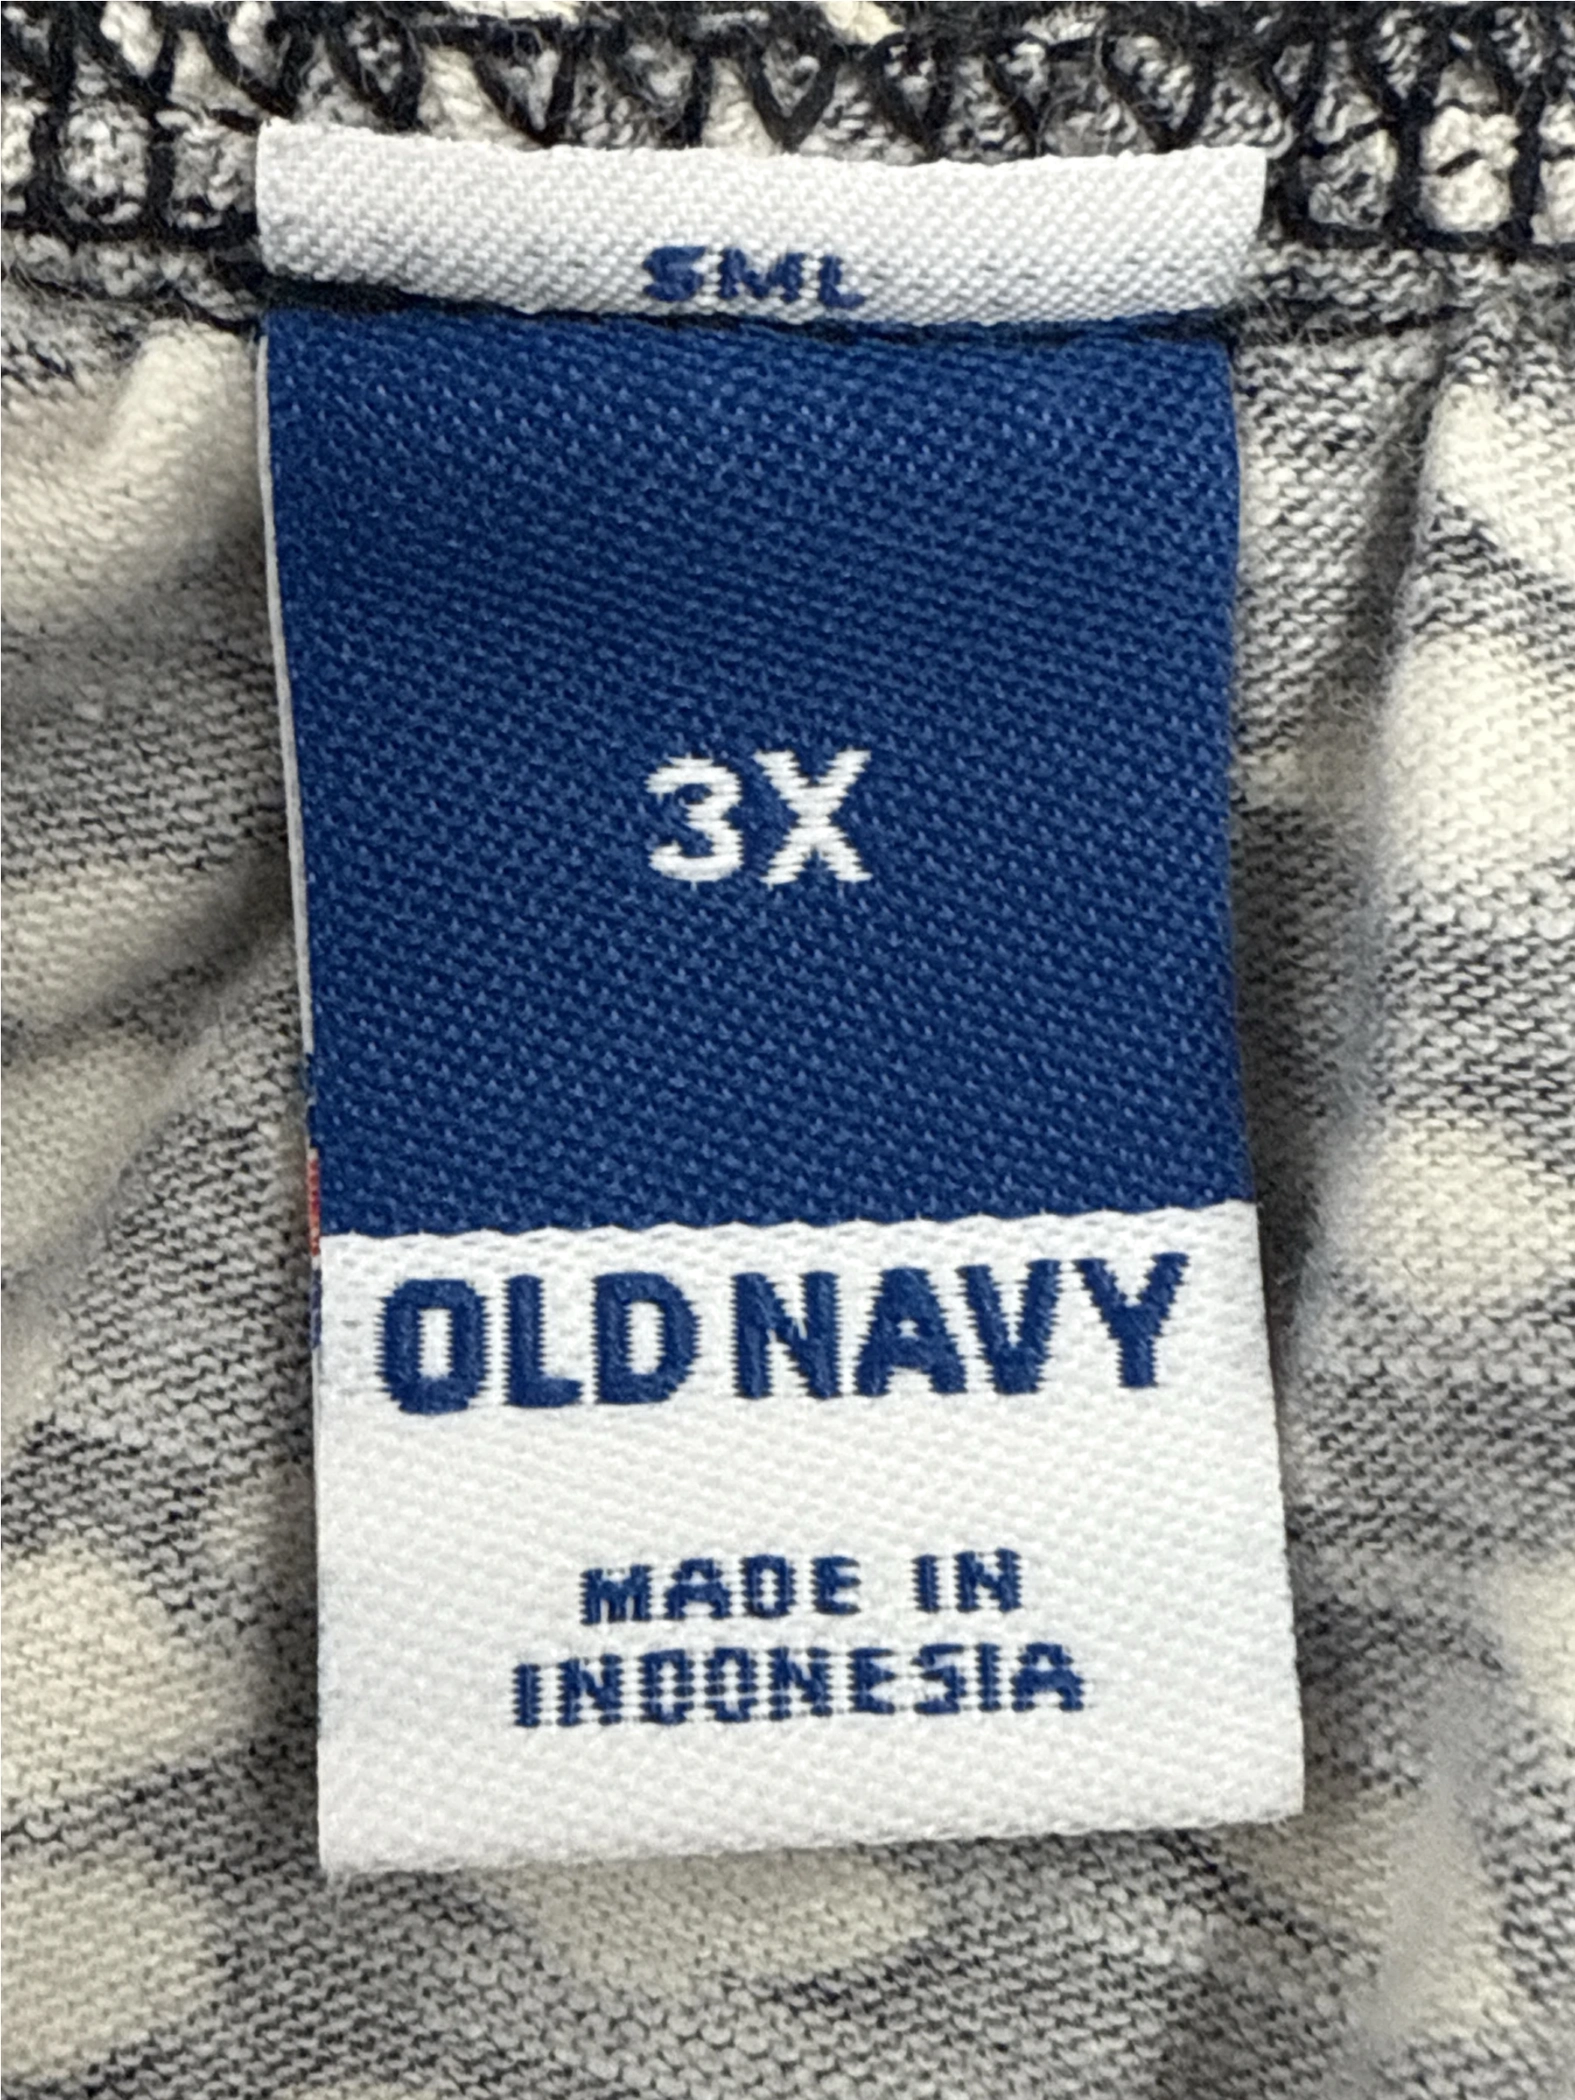 SML
3X
OLD NAVY
MADE IN
INDONESIA